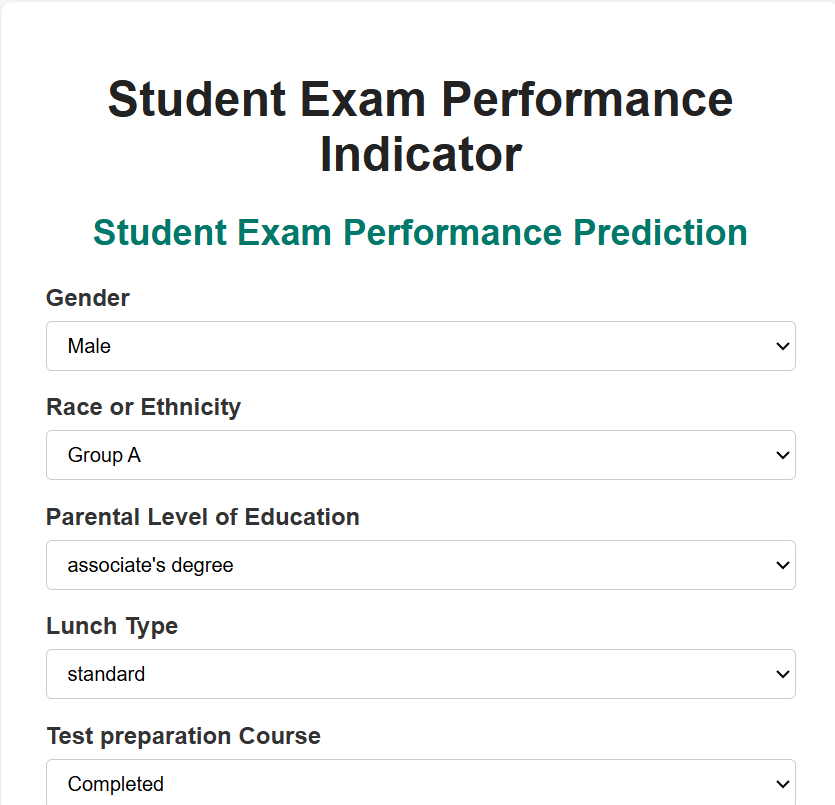 Student Exam Performance
Indicator
Student Exam Performance Prediction
Gender
Male
Race or Ethnicity
Group A
Parental Level of Education
associate's degree
Lunch Type
standard
Test preparation Course
Completed